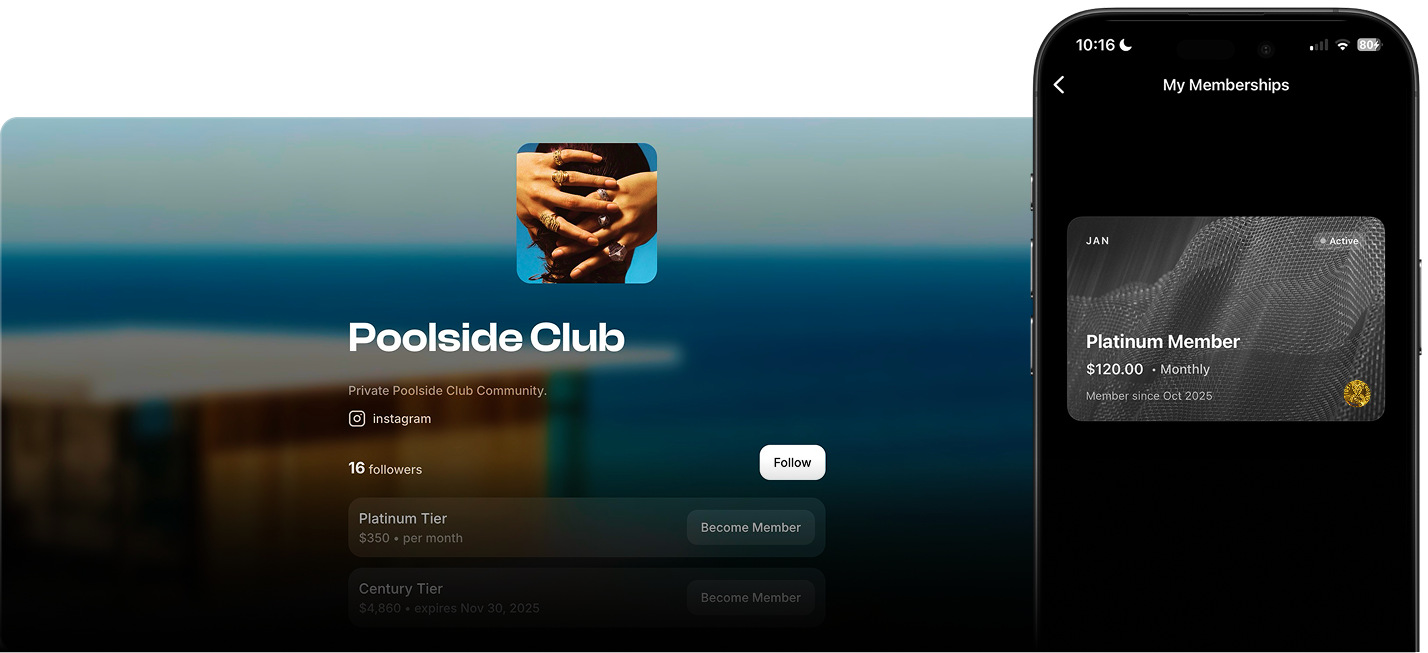 Poolside Club
Private Poolside Club Community.
instagram
16 followers
Follow
Platinum Tier
$350 • per month
Become Member
Century Tier
$4,860 • expires Nov 30, 2025
Become Member
10:16
80
My Memberships
JAN
Active
Platinum Member
$120.00 • Monthly
Member since Oct 2025